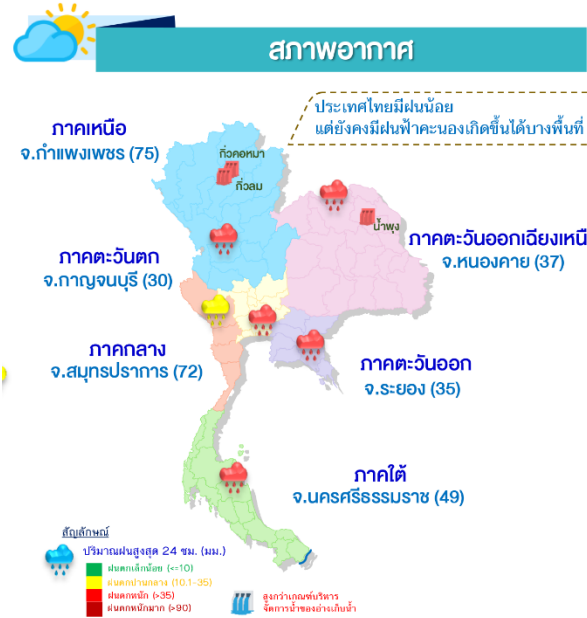 สภาพอากาศ
ประเทศไทยมีฝนน้อย
แต่ยังคงมีฝนฟ้าคะนองเกิดขึ้นได้บางพื้นที่
ภาคเหนือ
จ.กำแพงเพชร (75)
กิ่วคอหมา
กิ่วลม
น้ำพุง
ภาคตะวันออกเฉียงเหนื
จ.หนองคาย (37)
ภาคตะวันตก
จ.กาญจนบุรี (30)
ภาคกลาง
จ.สมุทรปราการ (72)
ภาคตะวันออก
จ.ระยอง (35)
ภาคใต้
จ.นครศรีธรรมราช (49)
สัญลักษณ์
ปริมาณฝนสูงสุด 24 ชม. (มม.)
ฝนตกเล็กน้อย (<=10)
ฝนตกปานกลาง (10.1-35)
ฝนตกหนัก (>35)
ฝนตกหนักมาก (>90)
สูงกว่าเกณฑ์บริหาร
จัดการน้ำของอ่างเก็บน้ำ